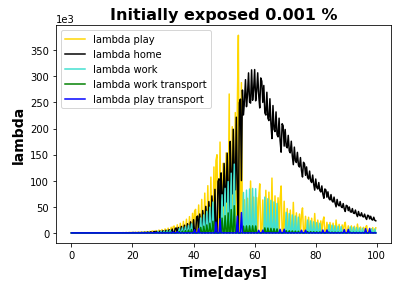 Initially exposed 0.001 %
1e3
lambda play
lambda home
lambda work
lambda work transport
lambda play transport
350
300
250
200
150
100
50
0
lambda
0 20 40 60 80 100
Time[days]